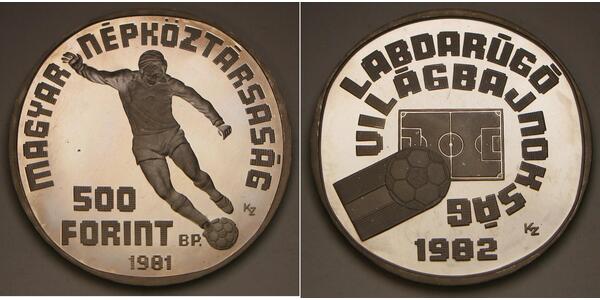 MAGYAR NÉPKÖZTÁRSASÁG
500
FORINT BP.
1981
KZ
LABDARÚGÓ
VILÁGBAJNOKSÁG
KZ
1982